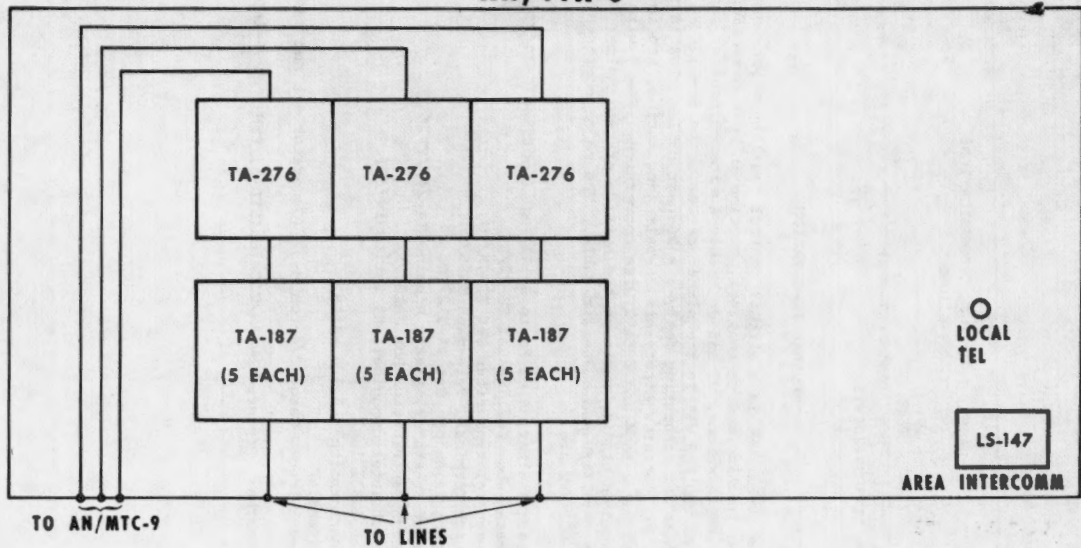 TA-276 TA-276 TA-276
TA-187 TA-187 TA-187
(5 EACH) (5 EACH) (5 EACH)
LOCAL
TEL
LS-147
AREA INTERCOMM
TO AN/MTC-9
TO LINES